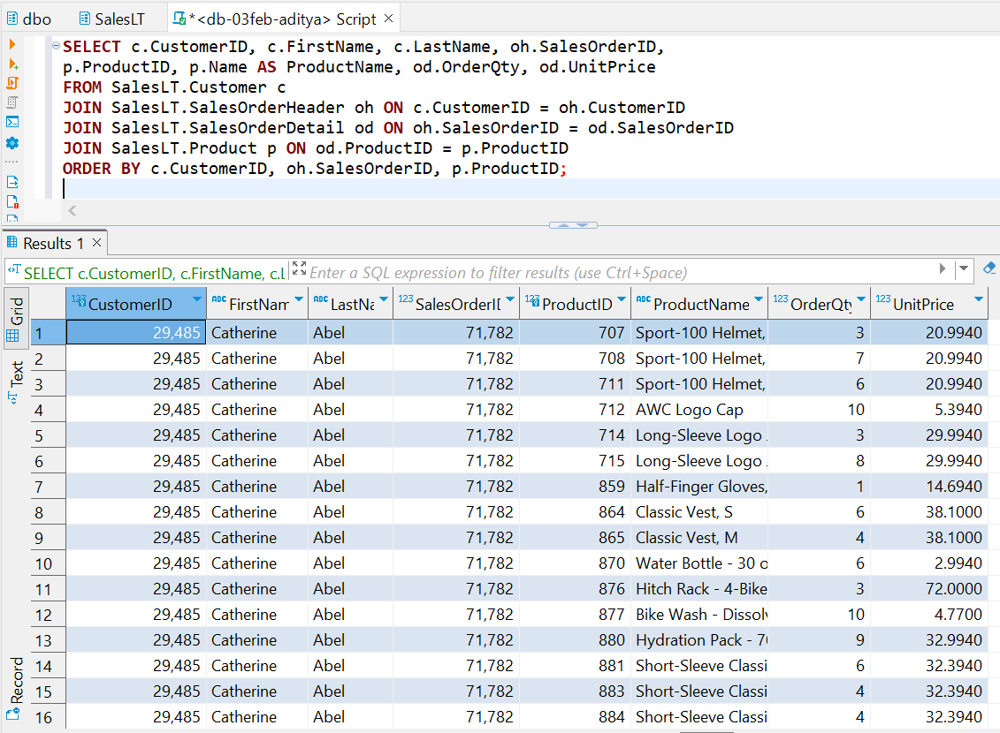 dbo SalesLT *<db-03feb-aditya> Script
SELECT c.CustomerID, c.FirstName, c.LastName, oh.SalesOrderID,
p.ProductID, p.Name AS ProductName, od.OrderQty, od.UnitPrice
FROM SalesLT.Customer c
JOIN SalesLT.SalesOrderHeader oh ON c.CustomerID = oh.CustomerID
JOIN SalesLT.SalesOrderDetail od ON oh.SalesOrderID = od.SalesOrderID
JOIN SalesLT.Product p ON od.ProductID = p.ProductID
ORDER BY c.CustomerID, oh.SalesOrderID, p.ProductID;
Results 1
SELECT c.CustomerID, c.FirstName, c.L Enter a SQL expression to filter results (use Ctrl+Space)
Grid
Text
Record
123 CustomerID ABC FirstNam ABC LastNa 123 SalesOrderID 123 ProductID ABC ProductName 123 OrderQty 123 UnitPrice
1 29,485 Catherine Abel 71,782 707 Sport-100 Helmet, 3 20.9940
2 29,485 Catherine Abel 71,782 708 Sport-100 Helmet, 7 20.9940
3 29,485 Catherine Abel 71,782 711 Sport-100 Helmet, 6 20.9940
4 29,485 Catherine Abel 71,782 712 AWC Logo Cap 10 5.3940
5 29,485 Catherine Abel 71,782 714 Long-Sleeve Logo 3 29.9940
6 29,485 Catherine Abel 71,782 715 Long-Sleeve Logo 8 29.9940
7 29,485 Catherine Abel 71,782 859 Half-Finger Gloves, 1 14.6940
8 29,485 Catherine Abel 71,782 864 Classic Vest, S 6 38.1000
9 29,485 Catherine Abel 71,782 865 Classic Vest, M 4 38.1000
10 29,485 Catherine Abel 71,782 870 Water Bottle - 30 o 6 2.9940
11 29,485 Catherine Abel 71,782 876 Hitch Rack - 4-Bike 3 72.0000
12 29,485 Catherine Abel 71,782 877 Bike Wash - Dissolv 10 4.7700
13 29,485 Catherine Abel 71,782 880 Hydration Pack - 70 9 32.9940
14 29,485 Catherine Abel 71,782 881 Short-Sleeve Classi 6 32.3940
15 29,485 Catherine Abel 71,782 883 Short-Sleeve Classi 4 32.3940
16 29,485 Catherine Abel 71,782 884 Short-Sleeve Classi 4 32.3940